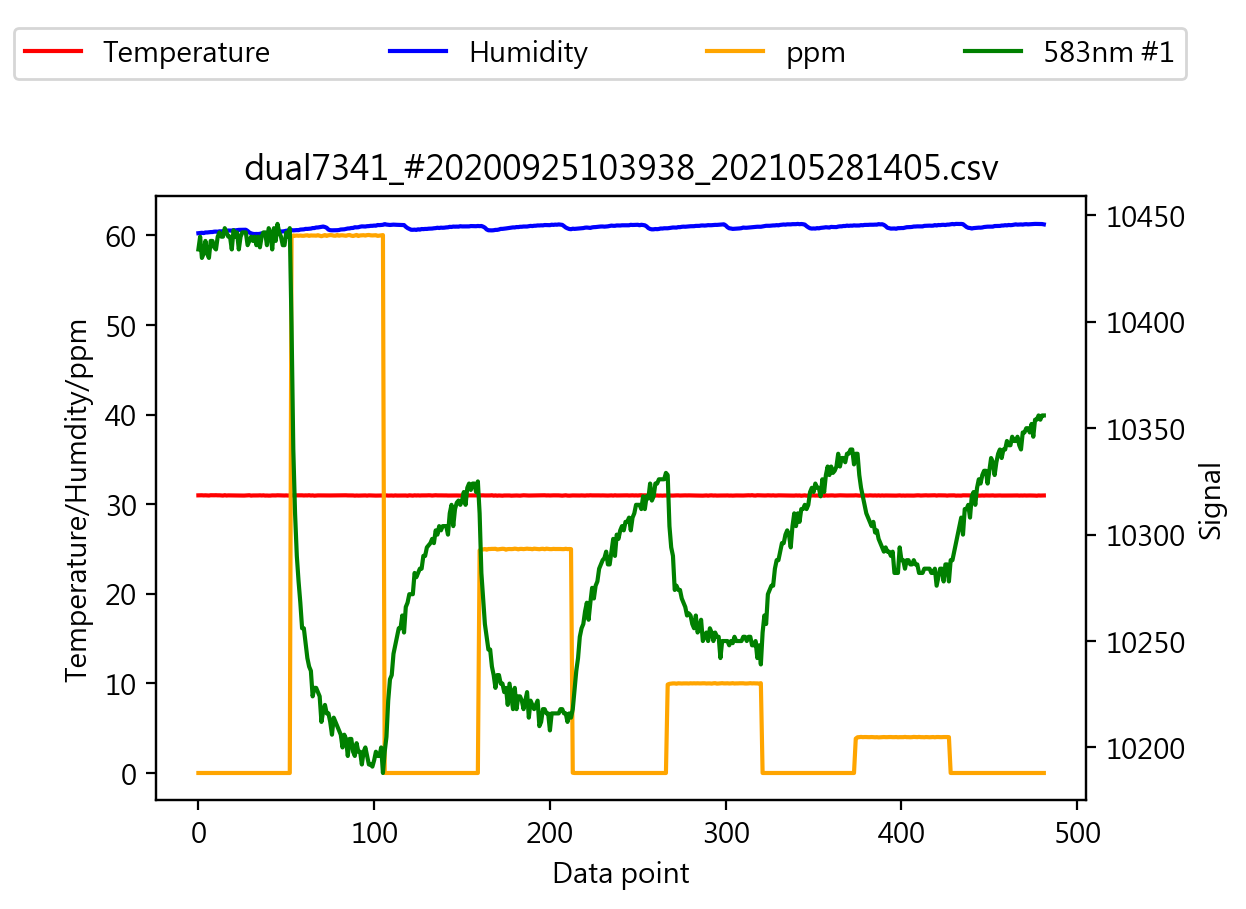 Temperature Humidity ppm 583nm #1
dual7341_#20200925103938_202105281405.csv
Temperature/Humdity/ppm
60
50
40
30
20
10
0
10450
10400
10350
10300
10250
10200
Signal
0 100 200 300 400 500
Data point